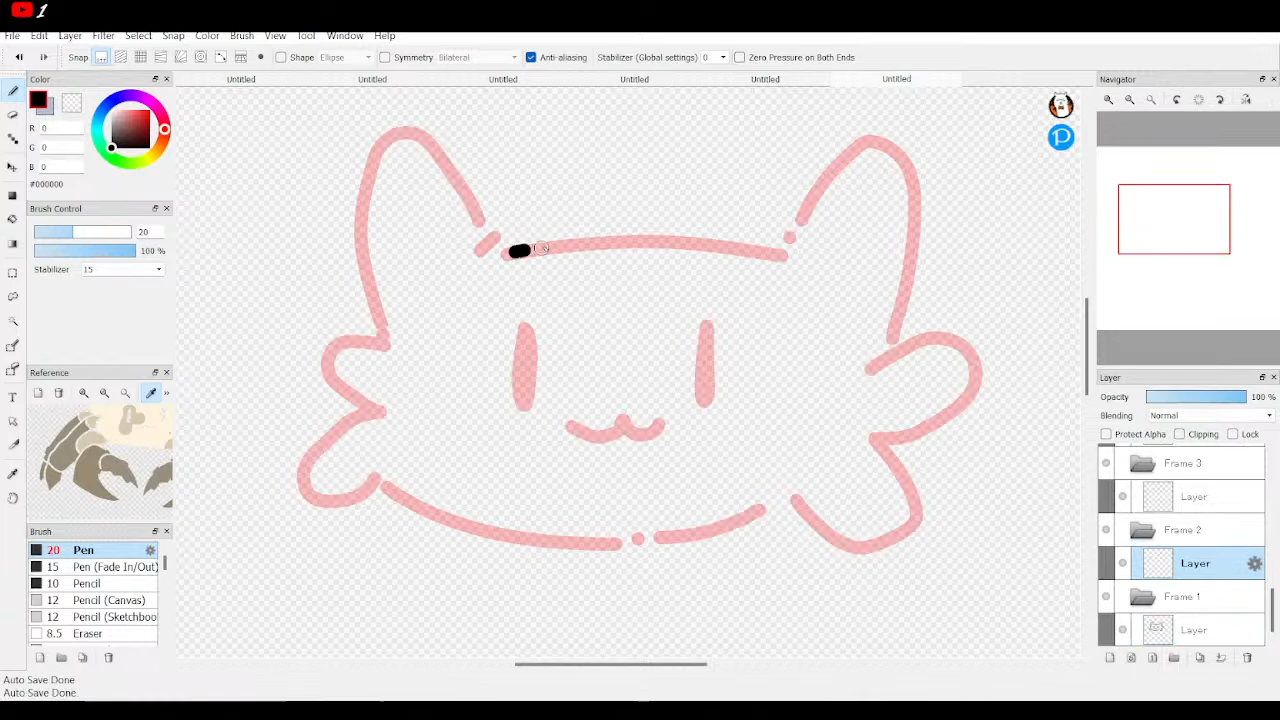 1
File Edit Layer Filter Select Snap Color Brush View Tool Window Help
Snap Shape Ellipse Symmetry Bilateral Anti-aliasing Stabilizer (Global settings) 0 Zero Pressure on Both Ends
Color
Untitled Untitled Untitled Untitled Untitled Untitled
Navigator
R 0
G 0
B 0
#000000
Brush Control
20
100 %
Stabilizer 15
Reference
Layer
Opacity 100 %
Blending Normal
Protect Alpha Clipping Lock
Frame 3
Layer
Frame 2
Layer
Frame 1
Layer
Brush
20 Pen
15 Pen (Fade In/Out)
10 Pencil
12 Pencil (Canvas)
12 Pencil (Sketchboo
8.5 Eraser
Auto Save Done
Auto Save Done